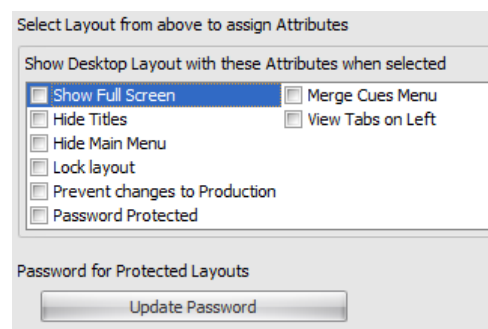 Select Layout from above to assign Attributes
Show Desktop Layout with these Attributes when selected
Show Full Screen
Hide Titles
Hide Main Menu
Lock layout
Prevent changes to Production
Password Protected
Merge Cues Menu
View Tabs on Left
Password for Protected Layouts
Update Password